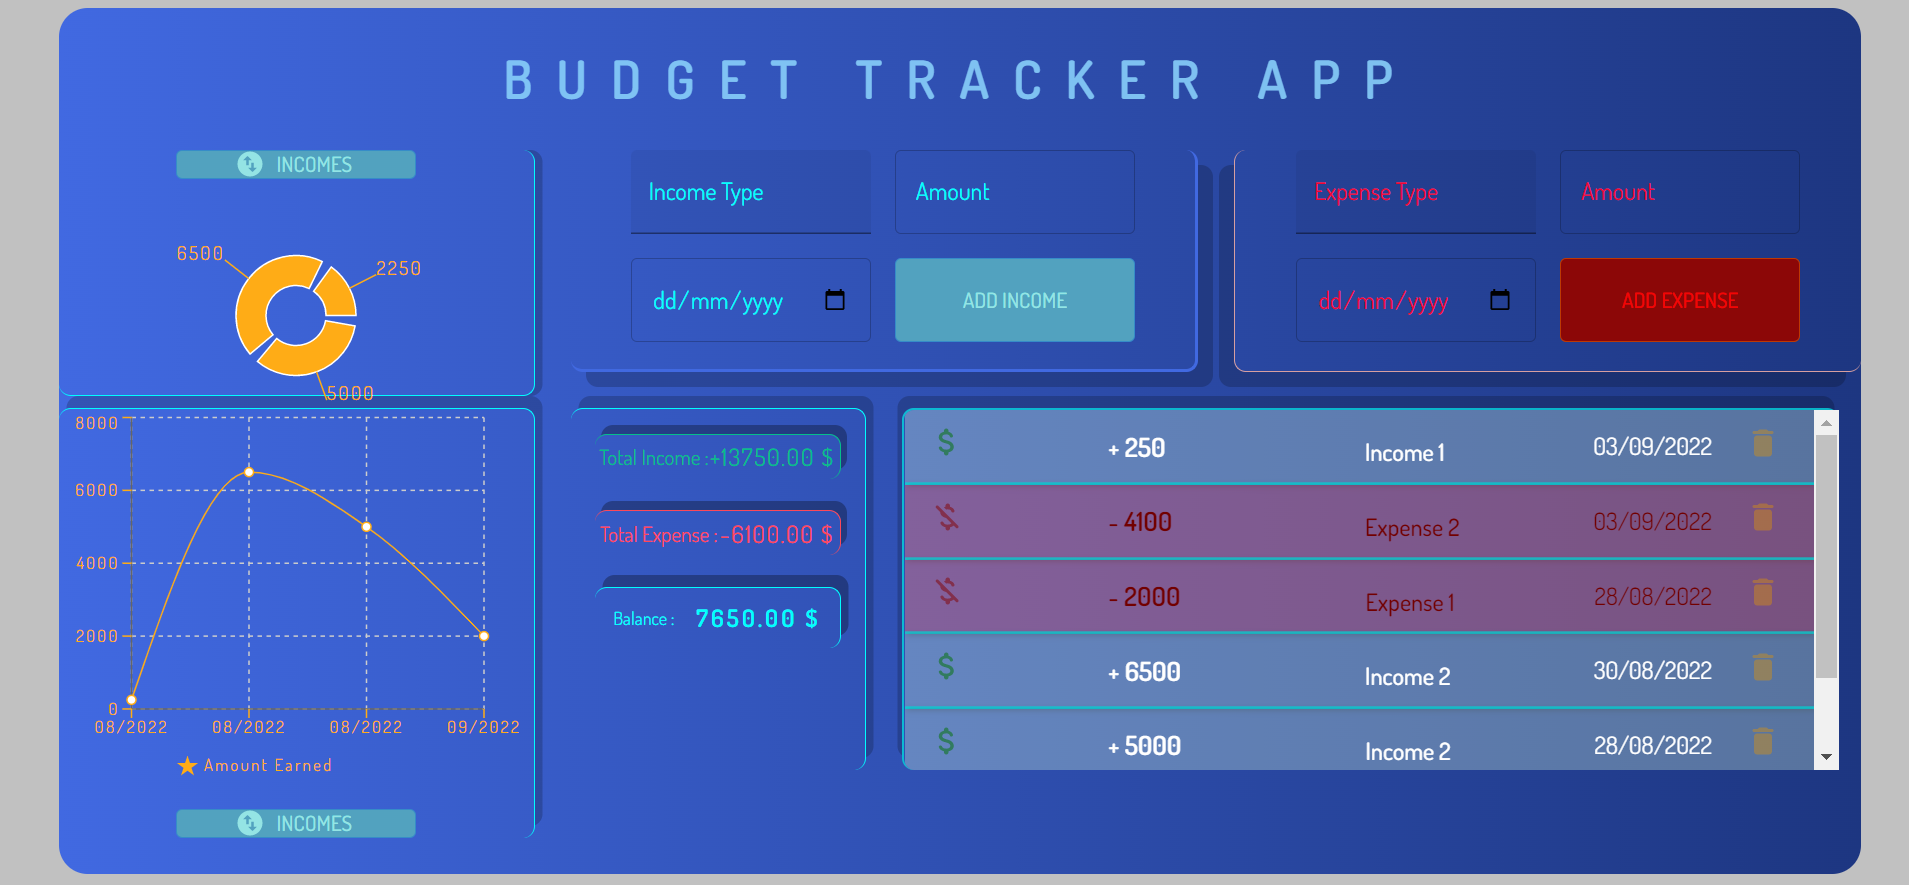 BUDGET TRACKER APP
INCOMES
6500
2250
5000
Income Type
Amount
dd/mm/yyyy
ADD INCOME
Expense Type
Amount
dd/mm/yyyy
ADD EXPENSE
8000
6000
4000
2000
0
08/2022 08/2022 08/2022 09/2022
Amount Earned
INCOMES
Total Income :+13750.00 $
Total Expense :-6100.00 $
Balance : 7650.00 $
$ + 250 Income 1 03/09/2022
$ - 4100 Expense 2 03/09/2022
$ - 2000 Expense 1 28/08/2022
$ + 6500 Income 2 30/08/2022
$ + 5000 Income 2 28/08/2022